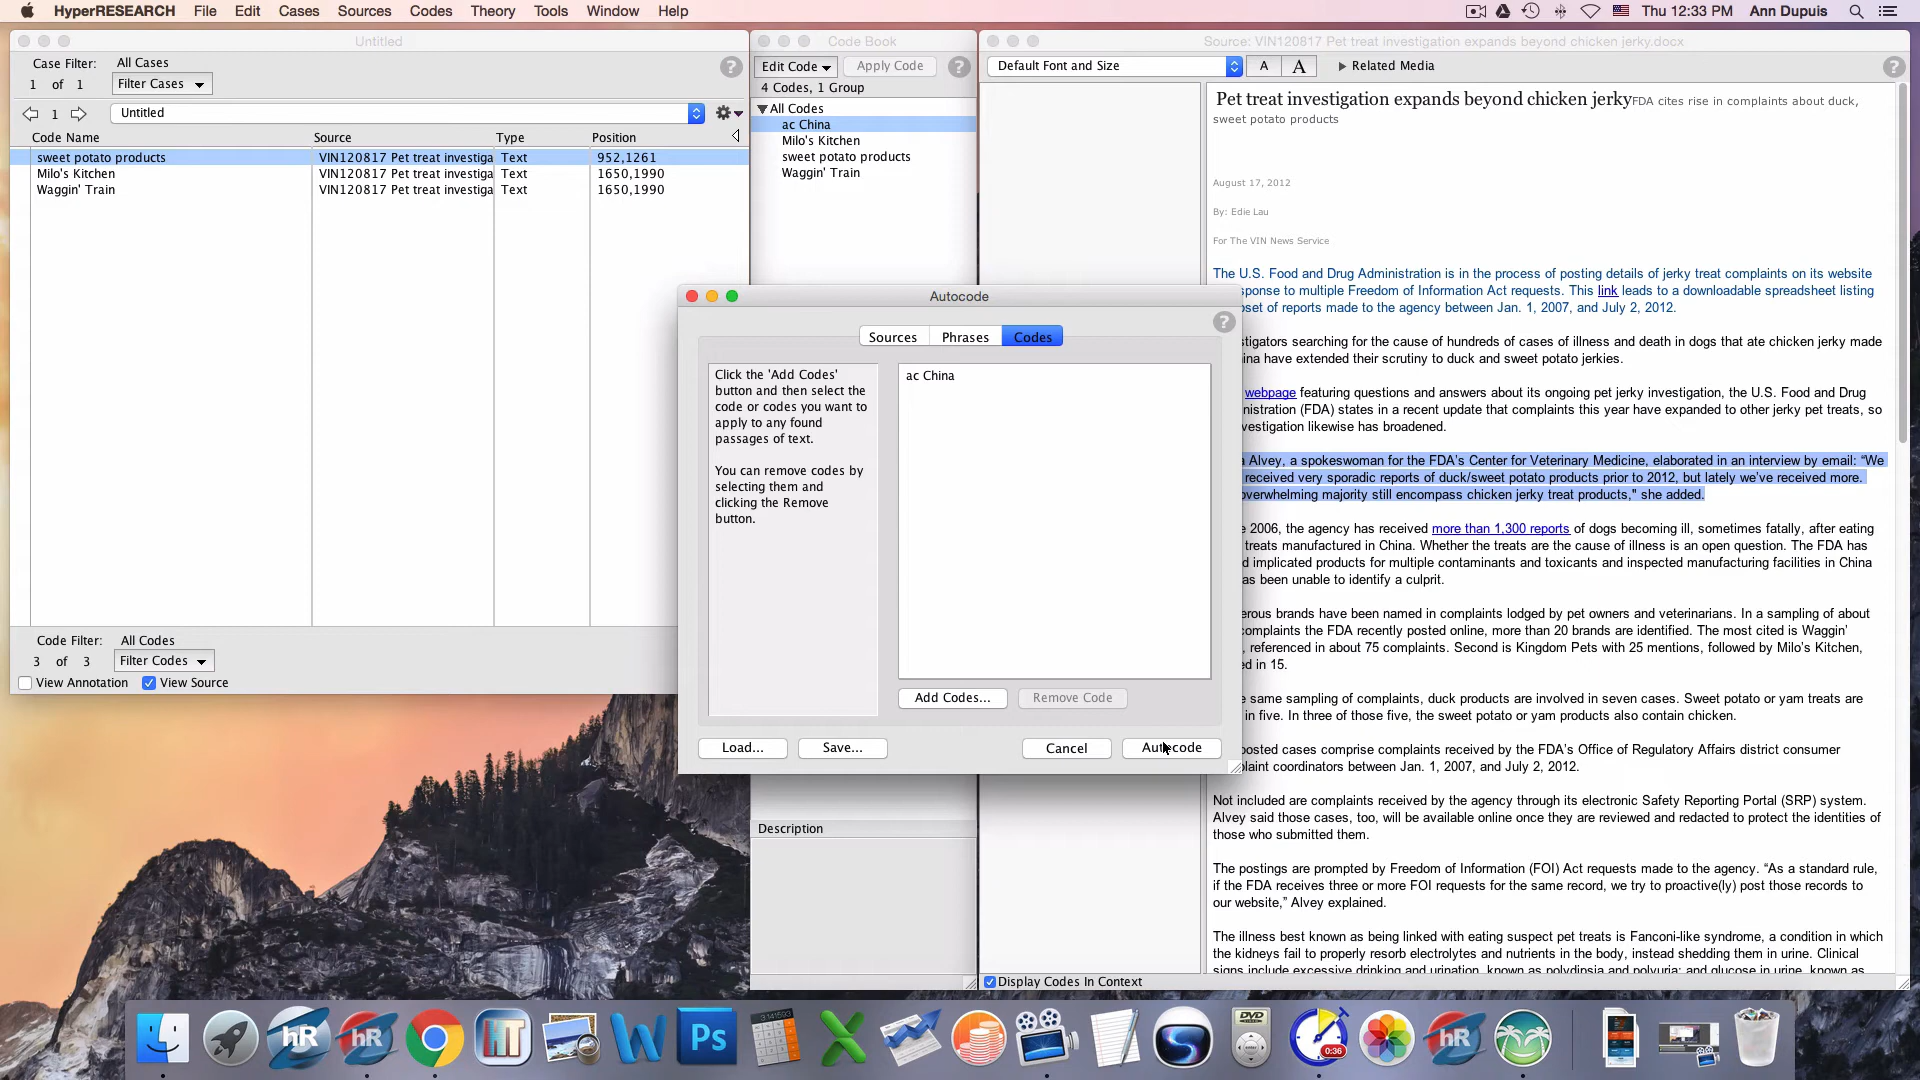 HyperRESEARCH File Edit Cases Sources Codes Theory Tools Window Help
Thu 12:33 PM Ann Dupuis
Untitled
Case Filter: All Cases
1 of 1 Filter Cases
1 Untitled
Code Name Source Type Position
sweet potato products VIN120817 Pet treat investiga Text 952,1261
Milo's Kitchen VIN120817 Pet treat investiga Text 1650,1990
Waggin' Train VIN120817 Pet treat investiga Text 1650,1990
Code Filter: All Codes
3 of 3 Filter Codes
View Annotation View Source
Code Book
Edit Code Apply Code ?
4 Codes, 1 Group
All Codes
ac China
Milo's Kitchen
sweet potato products
Waggin' Train
Description
Autocode
Sources Phrases Codes
Click the 'Add Codes'
button and then select the
code or codes you want to
apply to any found
passages of text.
You can remove codes by
selecting them and
clicking the Remove
button.
ac China
Add Codes... Remove Code
Load... Save... Cancel Autocode
Source: VIN120817 Pet treat investigation expands beyond chicken jerky.docx
Default Font and Size A A Related Media
Pet treat investigation expands beyond chicken jerkyFDA cites rise in complaints about duck,
sweet potato products
August 17, 2012
By: Edie Lau
For The VIN News Service
The U.S. Food and Drug Administration is in the process of posting details of jerky treat complaints on its website
sponse to multiple Freedom of Information Act requests. This link leads to a downloadable spreadsheet listing
set of reports made to the agency between Jan. 1, 2007, and July 2, 2012.
stigators searching for the cause of hundreds of cases of illness and death in dogs that ate chicken jerky made
ina have extended their scrutiny to duck and sweet potato jerkies.
webpage featuring questions and answers about its ongoing pet jerky investigation, the U.S. Food and Drug
nistration (FDA) states in a recent update that complaints this year have expanded to other jerky pet treats, so
vestigation likewise has broadened.
a Alvey, a spokeswoman for the FDA's Center for Veterinary Medicine, elaborated in an interview by email: “We
received very sporadic reports of duck/sweet potato products prior to 2012, but lately we've received more.
overwhelming majority still encompass chicken jerky treat products," she added.
e 2006, the agency has received more than 1,300 reports of dogs becoming ill, sometimes fatally, after eating
treats manufactured in China. Whether the treats are the cause of illness is an open question. The FDA has
d implicated products for multiple contaminants and toxicants and inspected manufacturing facilities in China
as been unable to identify a culprit.
erous brands have been named in complaints lodged by pet owners and veterinarians. In a sampling of about
complaints the FDA recently posted online, more than 20 brands are identified. The most cited is Waggin'
, referenced in about 75 complaints. Second is Kingdom Pets with 25 mentions, followed by Milo's Kitchen,
ed in 15.
e same sampling of complaints, duck products are involved in seven cases. Sweet potato or yam treats are
in five. In three of those five, the sweet potato or yam products also contain chicken.
posted cases comprise complaints received by the FDA's Office of Regulatory Affairs district consumer
plaint coordinators between Jan. 1, 2007, and July 2, 2012.
Not included are complaints received by the agency through its electronic Safety Reporting Portal (SRP) system.
Alvey said those cases, too, will be available online once they are reviewed and redacted to protect the identities of
those who submitted them.
The postings are prompted by Freedom of Information (FOI) Act requests made to the agency. “As a standard rule,
if the FDA receives three or more FOI requests for the same record, we try to proactive(ly) post those records to
our website,” Alvey explained.
The illness best known as being linked with eating suspect pet treats is Fanconi-like syndrome, a condition in which
the kidneys fail to properly resorb electrolytes and nutrients in the body, instead shedding them in urine. Clinical
signs include excessive drinking and urination, known as polydipsia and polyuria; and glucose in urine, known as
Display Codes In Context
hR hR HT W Ps 3.141593 X DVD 0:36 hR